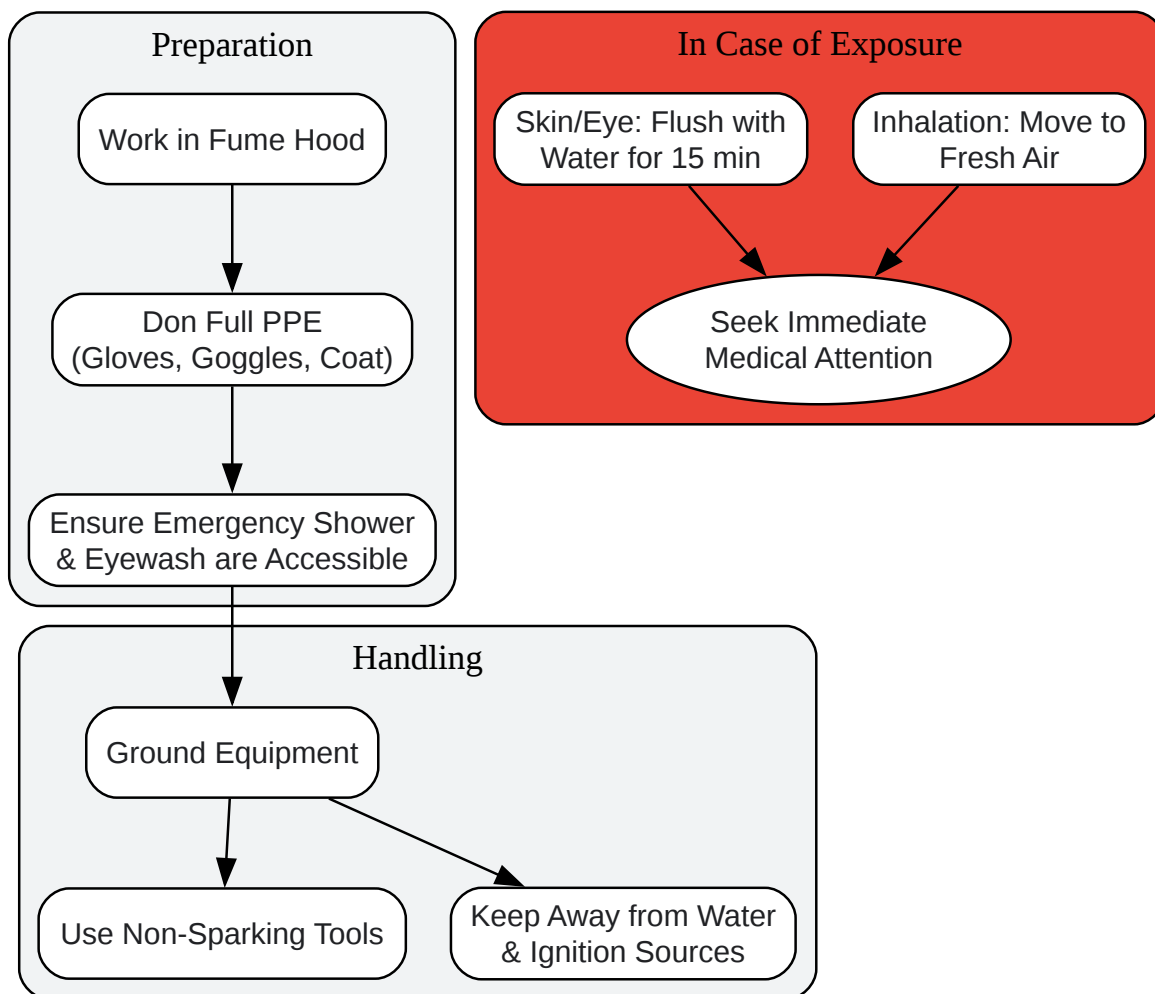 Preparation
Work in Fume Hood
Don Full PPE
(Gloves, Goggles, Coat)
Ensure Emergency Shower
& Eyewash are Accessible
In Case of Exposure
Skin/Eye: Flush with
Water for 15 min
Inhalation: Move to
Fresh Air
Seek Immediate
Medical Attention
Handling
Ground Equipment
Use Non-Sparking Tools
Keep Away from Water
& Ignition Sources